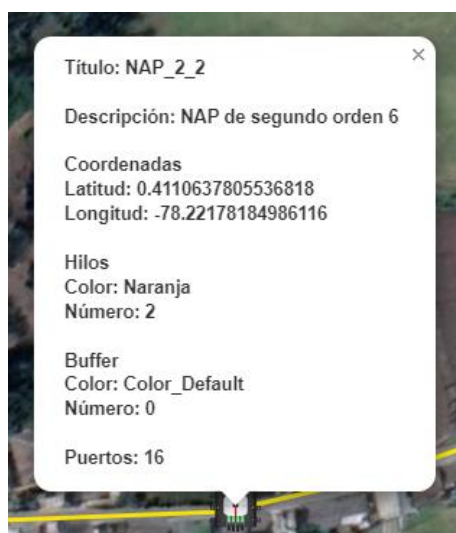 Título: NAP_2_2
Descripción: NAP de segundo orden 6
Coordenadas
Latitud: 0.4110637805536818
Longitud: -78.22178184986116
Hilos
Color: Naranja
Número: 2
Buffer
Color: Color_Default
Número: 0
Puertos: 16